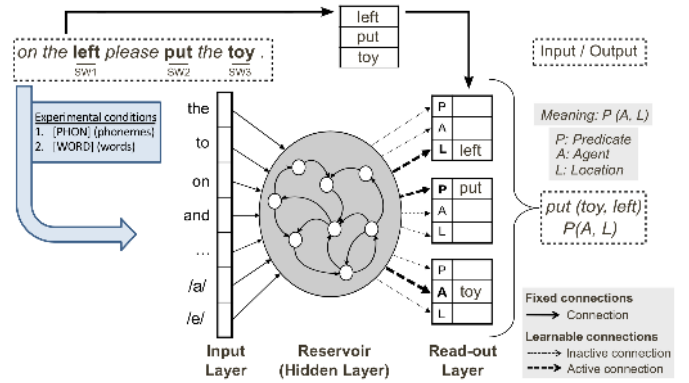 on the left please put the toy .
SW1 SW2 SW3
left
put
toy
Input / Output
Experimental conditions
1. [PHON] (phonemes)
2. [WORD] (words)
the
to
on
and
...
/a/
/e/
P
A
L left
P put
A
L
P
A toy
L
Meaning: P (A, L)
P: Predicate
A: Agent
L: Location
put (toy, left)
P(A, L)
Input
Layer
Reservoir
(Hidden Layer)
Read-out
Layer
Fixed connections
Connection
Learnable connections
Inactive connection
Active connection